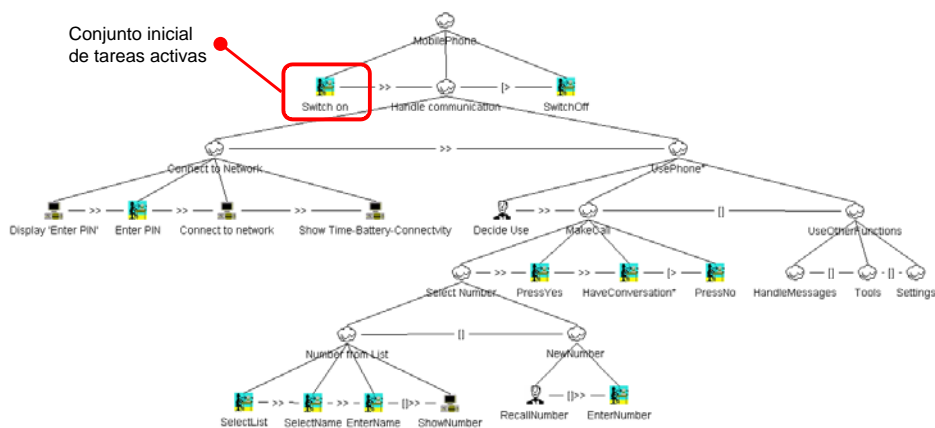 Conjunto inicial
de tareas activas
MobilePhone
Switch on >> Handle communication [> SwitchOff
Connect to Network >> UsePhone*
Display 'Enter PIN' >> Enter PIN >> Connect to network >> Show Time-Battery-Connectvity
Decide Use >> MakeCall [] UseOtherFunctions
Select Number >> PressYes >> HaveConversation* [> PressNo
HandleMessages [] Tools [] Settings
Number from List [] NewNumber
SelectList >> SelectName >> EnterName []>> ShowNumber
RecallNumber []>> EnterNumber